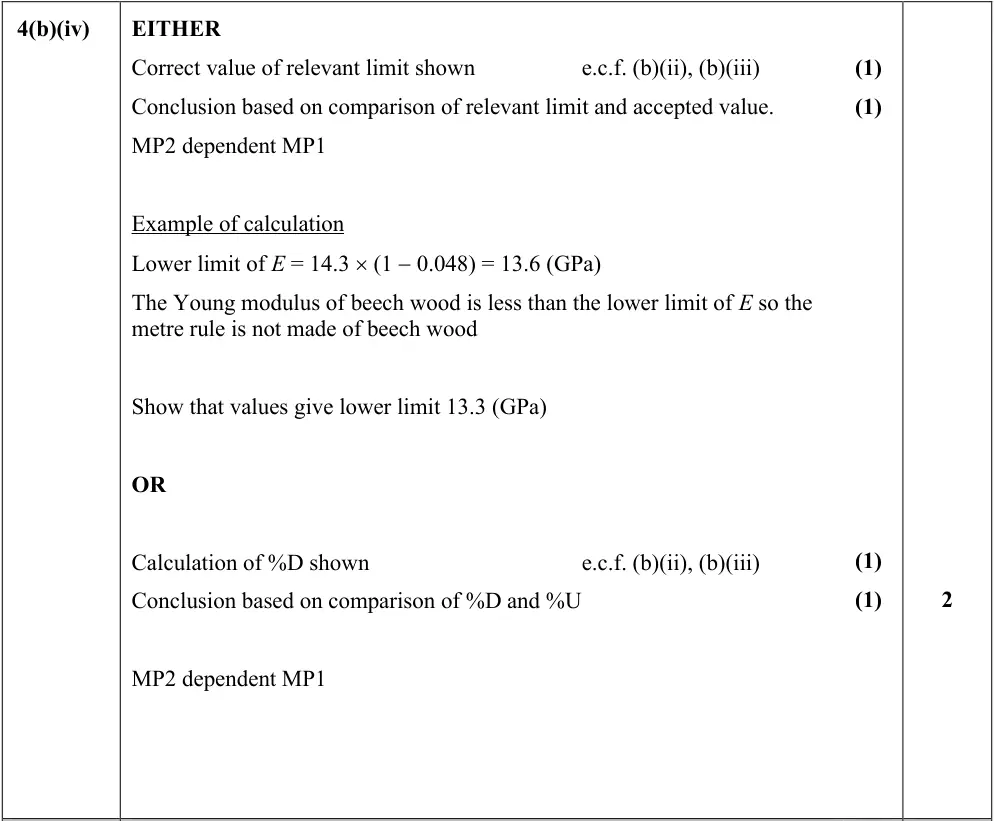 4(b)(iv) EITHER
Correct value of relevant limit shown e.c.f. (b)(ii), (b)(iii) (1)
Conclusion based on comparison of relevant limit and accepted value. (1)
MP2 dependent MP1
Example of calculation
Lower limit of E = 14.3 × (1 − 0.048) = 13.6 (GPa)
The Young modulus of beech wood is less than the lower limit of E so the
metre rule is not made of beech wood
Show that values give lower limit 13.3 (GPa)
OR
Calculation of %D shown e.c.f. (b)(ii), (b)(iii) (1)
Conclusion based on comparison of %D and %U (1) 2
MP2 dependent MP1